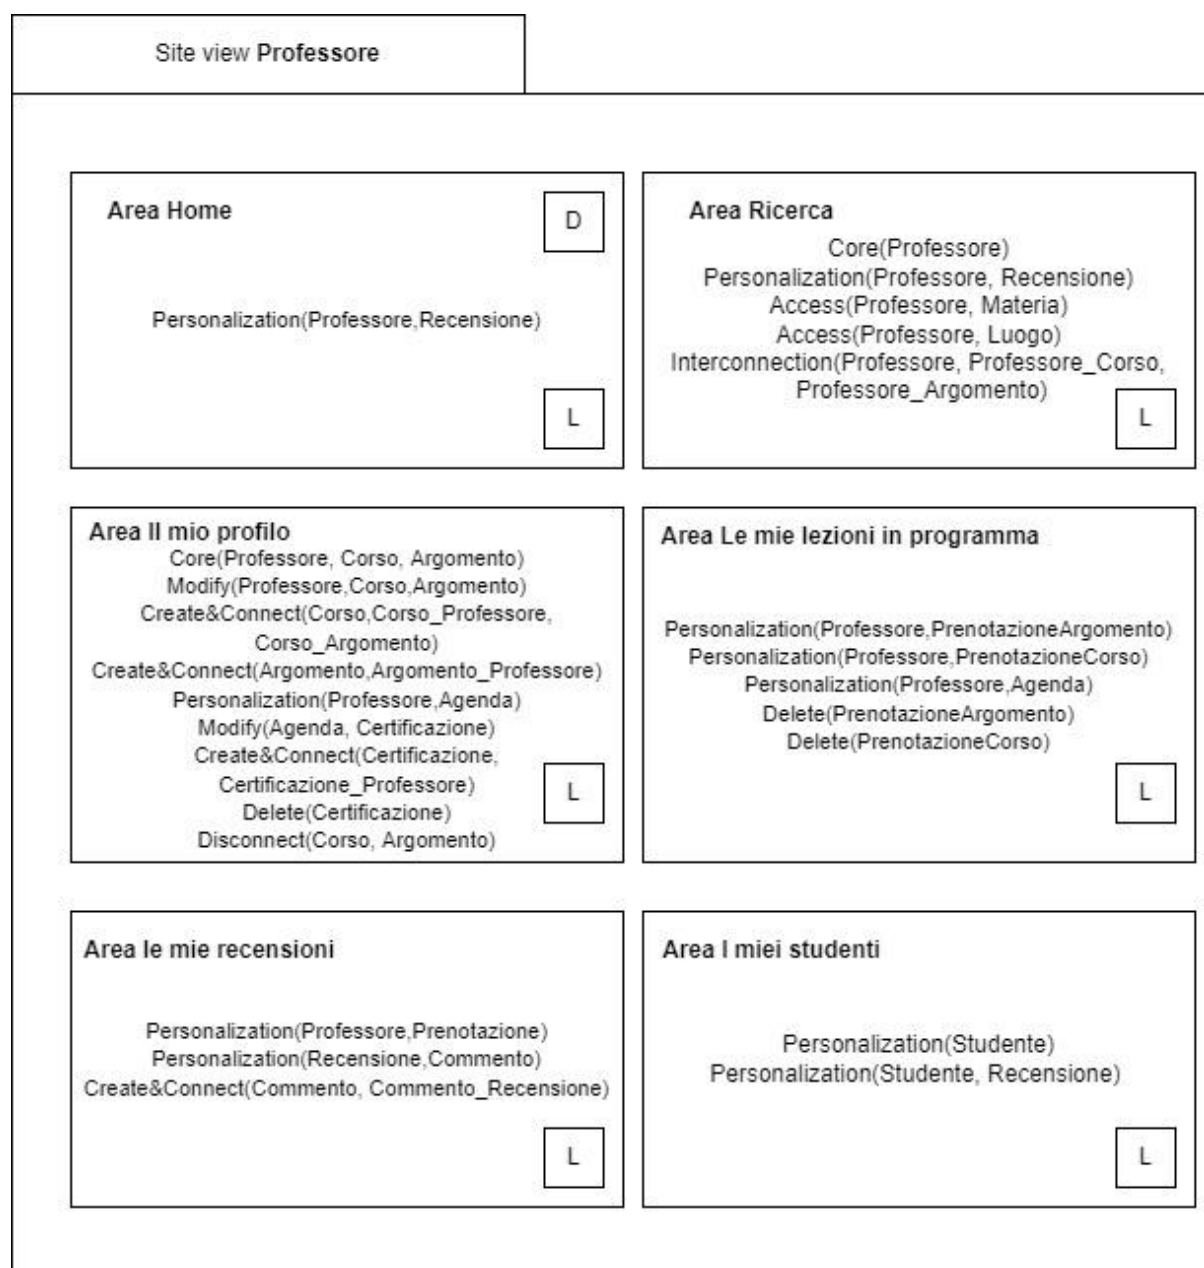 Site view Professore
Area Home
D
Personalization(Professore,Recensione)
L
Area Ricerca
Core(Professore)
Personalization(Professore, Recensione)
Access(Professore, Materia)
Access(Professore, Luogo)
Interconnection(Professore, Professore_Corso,
Professore_Argomento)
L
Area Il mio profilo
Core(Professore, Corso, Argomento)
Modify(Professore,Corso,Argomento)
Create&Connect(Corso,Corso_Professore,
Corso_Argomento)
Create&Connect(Argomento,Argomento_Professore)
Personalization(Professore,Agenda)
Modify(Agenda, Certificazione)
Create&Connect(Certificazione,
Certificazione_Professore)
Delete(Certificazione)
Disconnect(Corso, Argomento)
L
Area Le mie lezioni in programma
Personalization(Professore,PrenotazioneArgomento)
Personalization(Professore,PrenotazioneCorso)
Personalization(Professore,Agenda)
Delete(PrenotazioneArgomento)
Delete(PrenotazioneCorso)
L
Area le mie recensioni
Personalization(Professore,Prenotazione)
Personalization(Recensione,Commento)
Create&Connect(Commento, Commento_Recensione)
L
Area I miei studenti
Personalization(Studente)
Personalization(Studente, Recensione)
L